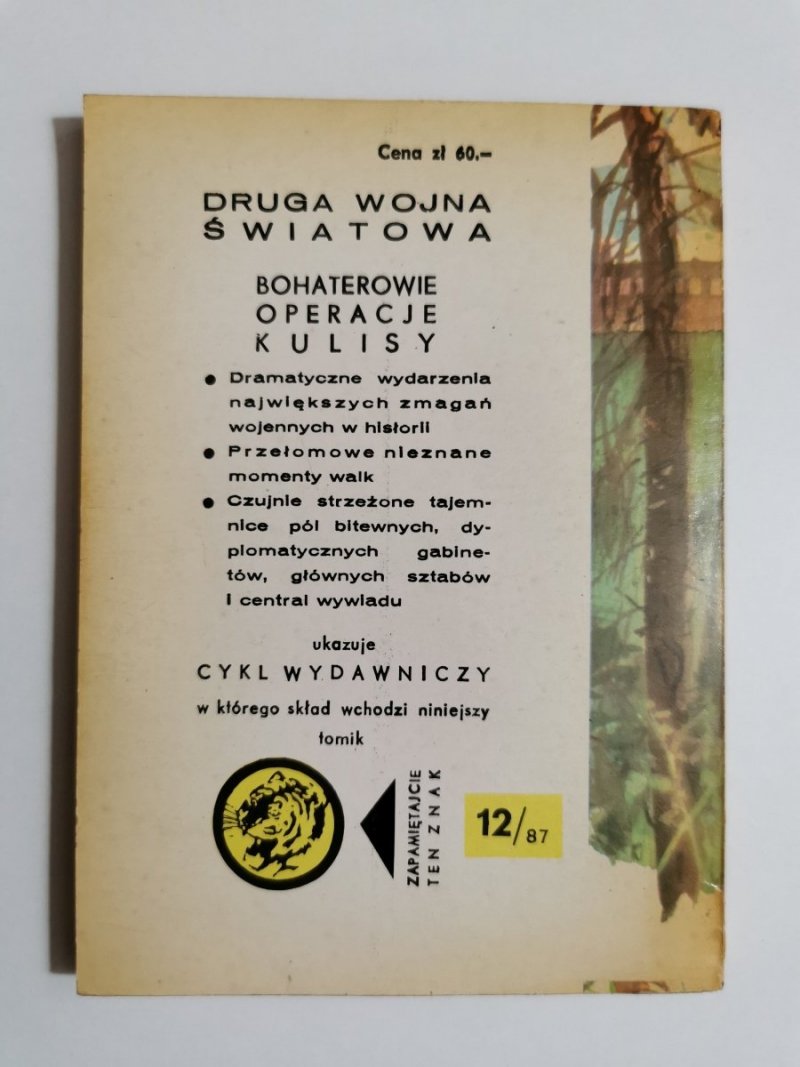 Cena zł 60,–
DRUGA WOJNA
ŚWIATOWA
BOHATEROWIE
OPERACJE
KULISY
● Dramatyczne wydarzenia
największych zmagań
wojennych w historii
● Przełomowe nieznane
momenty walk
● Czujnie strzeżone tajem-
nice pól bitewnych, dy-
plomatycznych gabine-
tów, głównych sztabów
i central wywiadu
ukazuje
CYKL WYDAWNICZY
w którego skład wchodzi niniejszy
tomik
ZAPAMIĘTAJCIE
TEN ZNAK
12/87